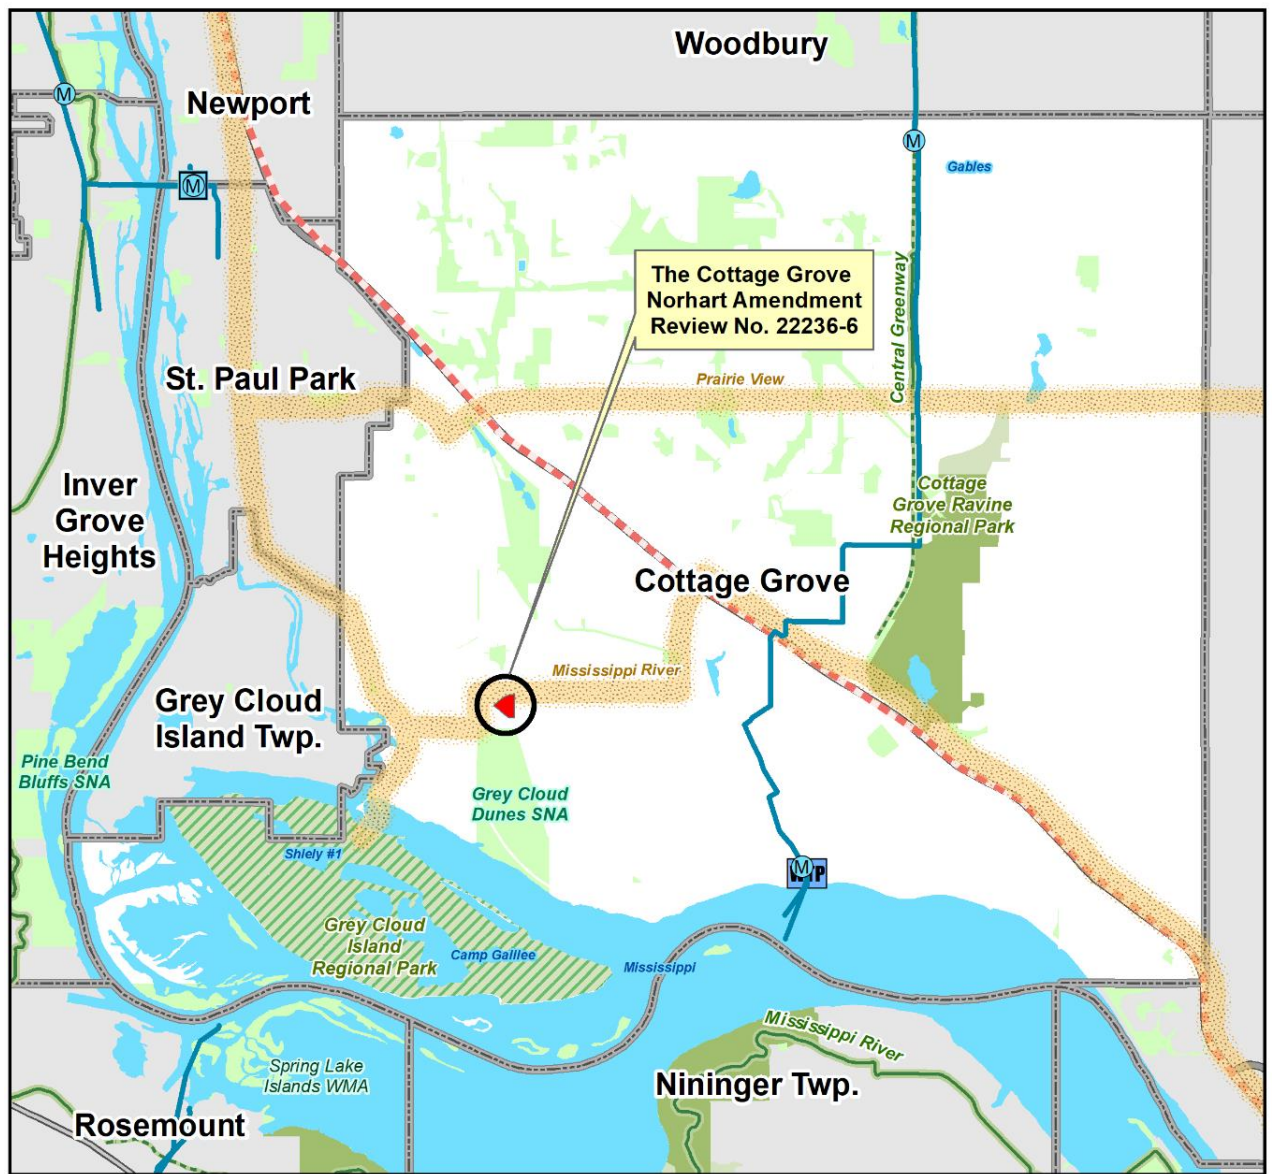 Woodbury
M
Newport
M
Gables
M
The Cottage Grove
Norhart Amendment
Review No. 22236-6
Central Greenway
St. Paul Park
Prairie View
Inver
Grove
Heights
Cottage
Grove Ravine
Regional Park
Cottage Grove
Mississippi River
Grey Cloud
Island Twp.
Pine Bend
Bluffs SNA
Grey Cloud
Dunes SNA
Shiely #1
M
WTP
Grey Cloud
Island
Regional Park
Camp Galilee
Mississippi
Mississippi River
Spring Lake
Islands WMA
Nininger Twp.
Rosemount